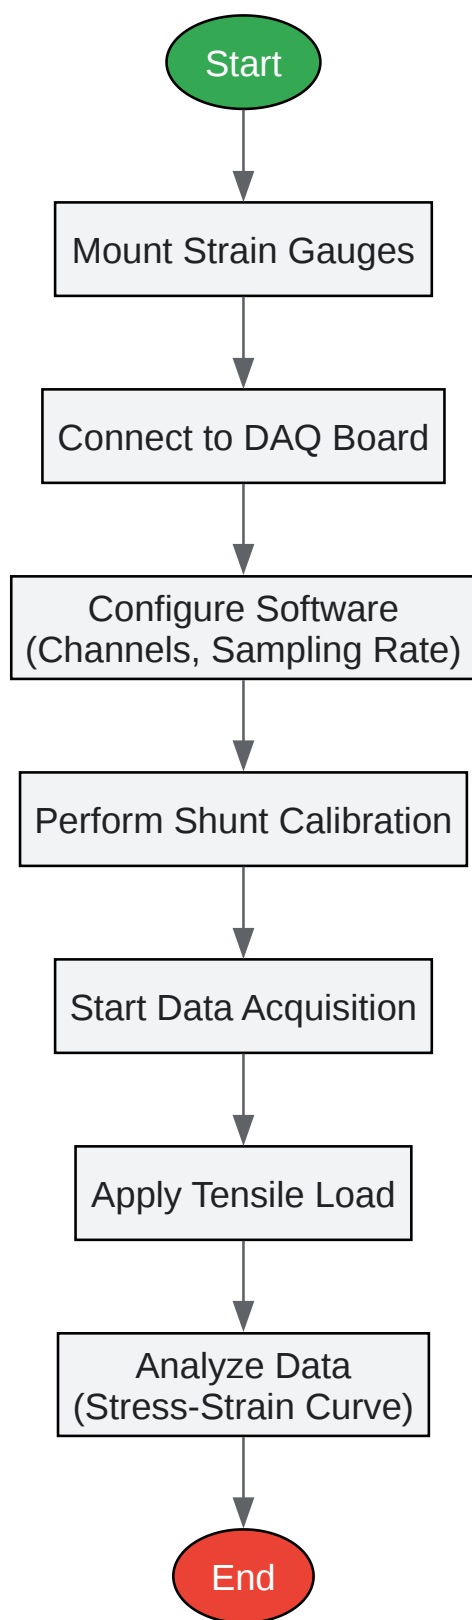 Start
Mount Strain Gauges
Connect to DAQ Board
Configure Software
(Channels, Sampling Rate)
Perform Shunt Calibration
Start Data Acquisition
Apply Tensile Load
Analyze Data
(Stress-Strain Curve)
End